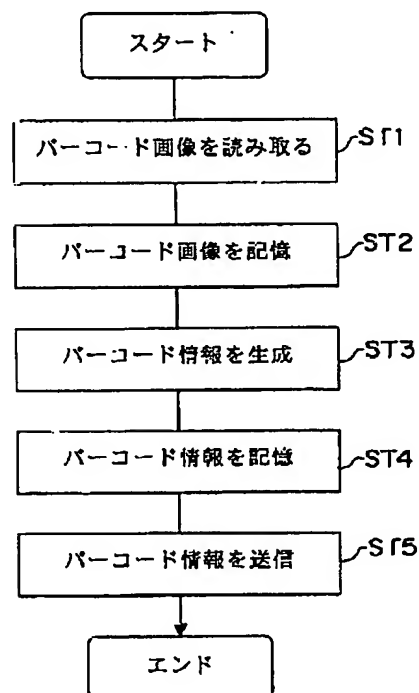 スタート
バーコード画像を読み取る ST1
バーコード画像を記憶 ST2
バーコード情報を生成 ST3
バーコード情報を記憶 ST4
バーコード情報を送信 ST5
エンド